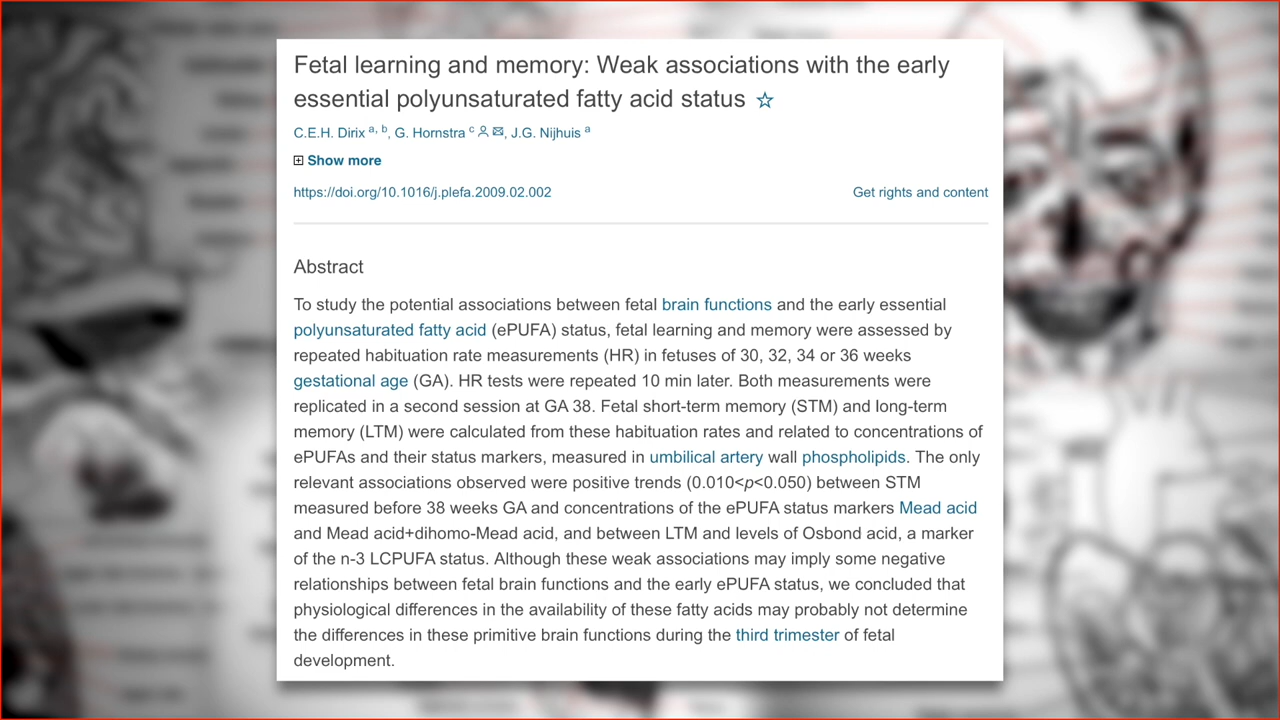 Fetal learning and memory: Weak associations with the early
essential polyunsaturated fatty acid status ☆
C.E.H. Dirix a, b, G. Hornstra c, J.G. Nijhuis a
Show more
https://doi.org/10.1016/j.plefa.2009.02.002 Get rights and content
Abstract
To study the potential associations between fetal brain functions and the early essential
polyunsaturated fatty acid (ePUFA) status, fetal learning and memory were assessed by
repeated habituation rate measurements (HR) in fetuses of 30, 32, 34 or 36 weeks
gestational age (GA). HR tests were repeated 10 min later. Both measurements were
replicated in a second session at GA 38. Fetal short-term memory (STM) and long-term
memory (LTM) were calculated from these habituation rates and related to concentrations of
ePUFAs and their status markers, measured in umbilical artery wall phospholipids. The only
relevant associations observed were positive trends (0.010<p<0.050) between STM
measured before 38 weeks GA and concentrations of the ePUFA status markers Mead acid
and Mead acid+dihomo-Mead acid, and between LTM and levels of Osbond acid, a marker
of the n-3 LCPUFA status. Although these weak associations may imply some negative
relationships between fetal brain functions and the early ePUFA status, we concluded that
physiological differences in the availability of these fatty acids may probably not determine
the differences in these primitive brain functions during the third trimester of fetal
development.